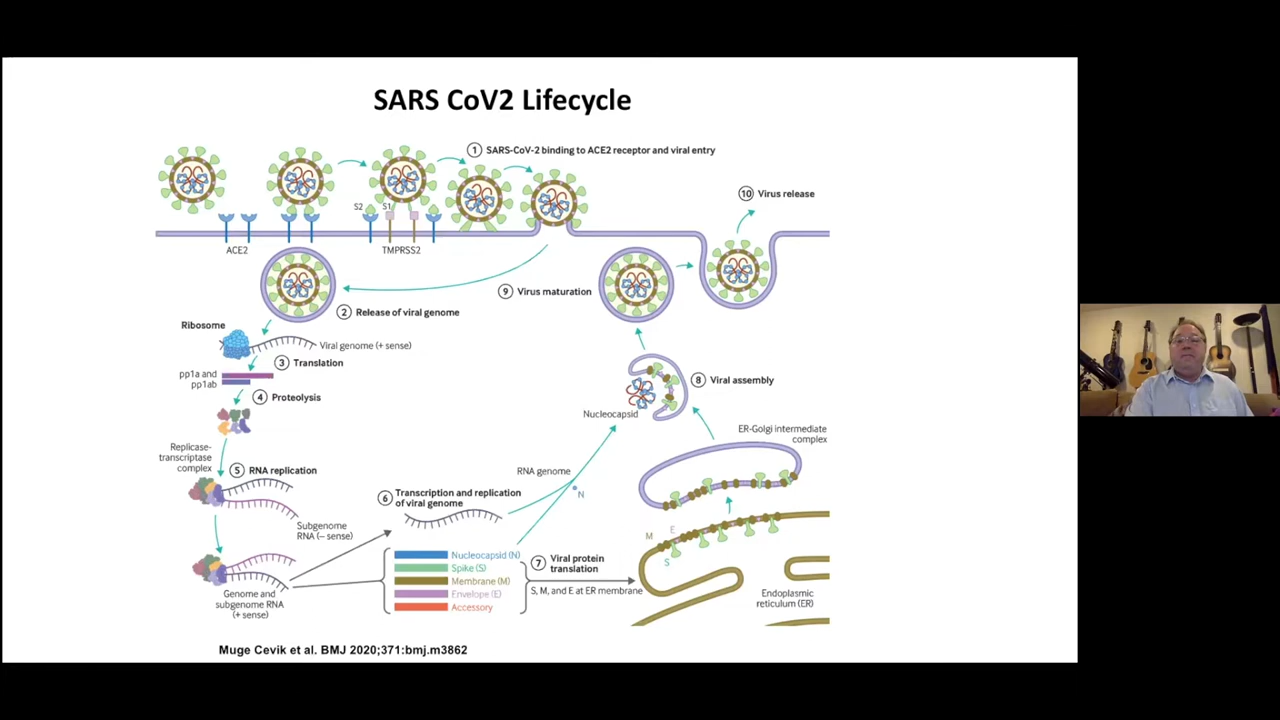 SARS CoV2 Lifecycle
1 SARS-CoV-2 binding to ACE2 receptor and viral entry
10 Virus release
S2 S1
ACE2
TMPRSS2
9 Virus maturation
2 Release of viral genome
Ribosome
Viral genome (+ sense)
3 Translation
pp1a and
pp1ab
4 Proteolysis
8 Viral assembly
Nucleocapsid
ER-Golgi intermediate
complex
Replicase-
transcriptase
complex
5 RNA replication
RNA genome
N
6 Transcription and replication
of viral genome
Subgenome
RNA (– sense)
M E
S
Nucleocapsid (N)
Spike (S)
Membrane (M)
Envelope (E)
Accessory
7 Viral protein
translation
S, M, and E at ER membrane
Endoplasmic
reticulum (ER)
Genome and
subgenome RNA
(+ sense)
Muge Cevik et al. BMJ 2020;371:bmj.m3862